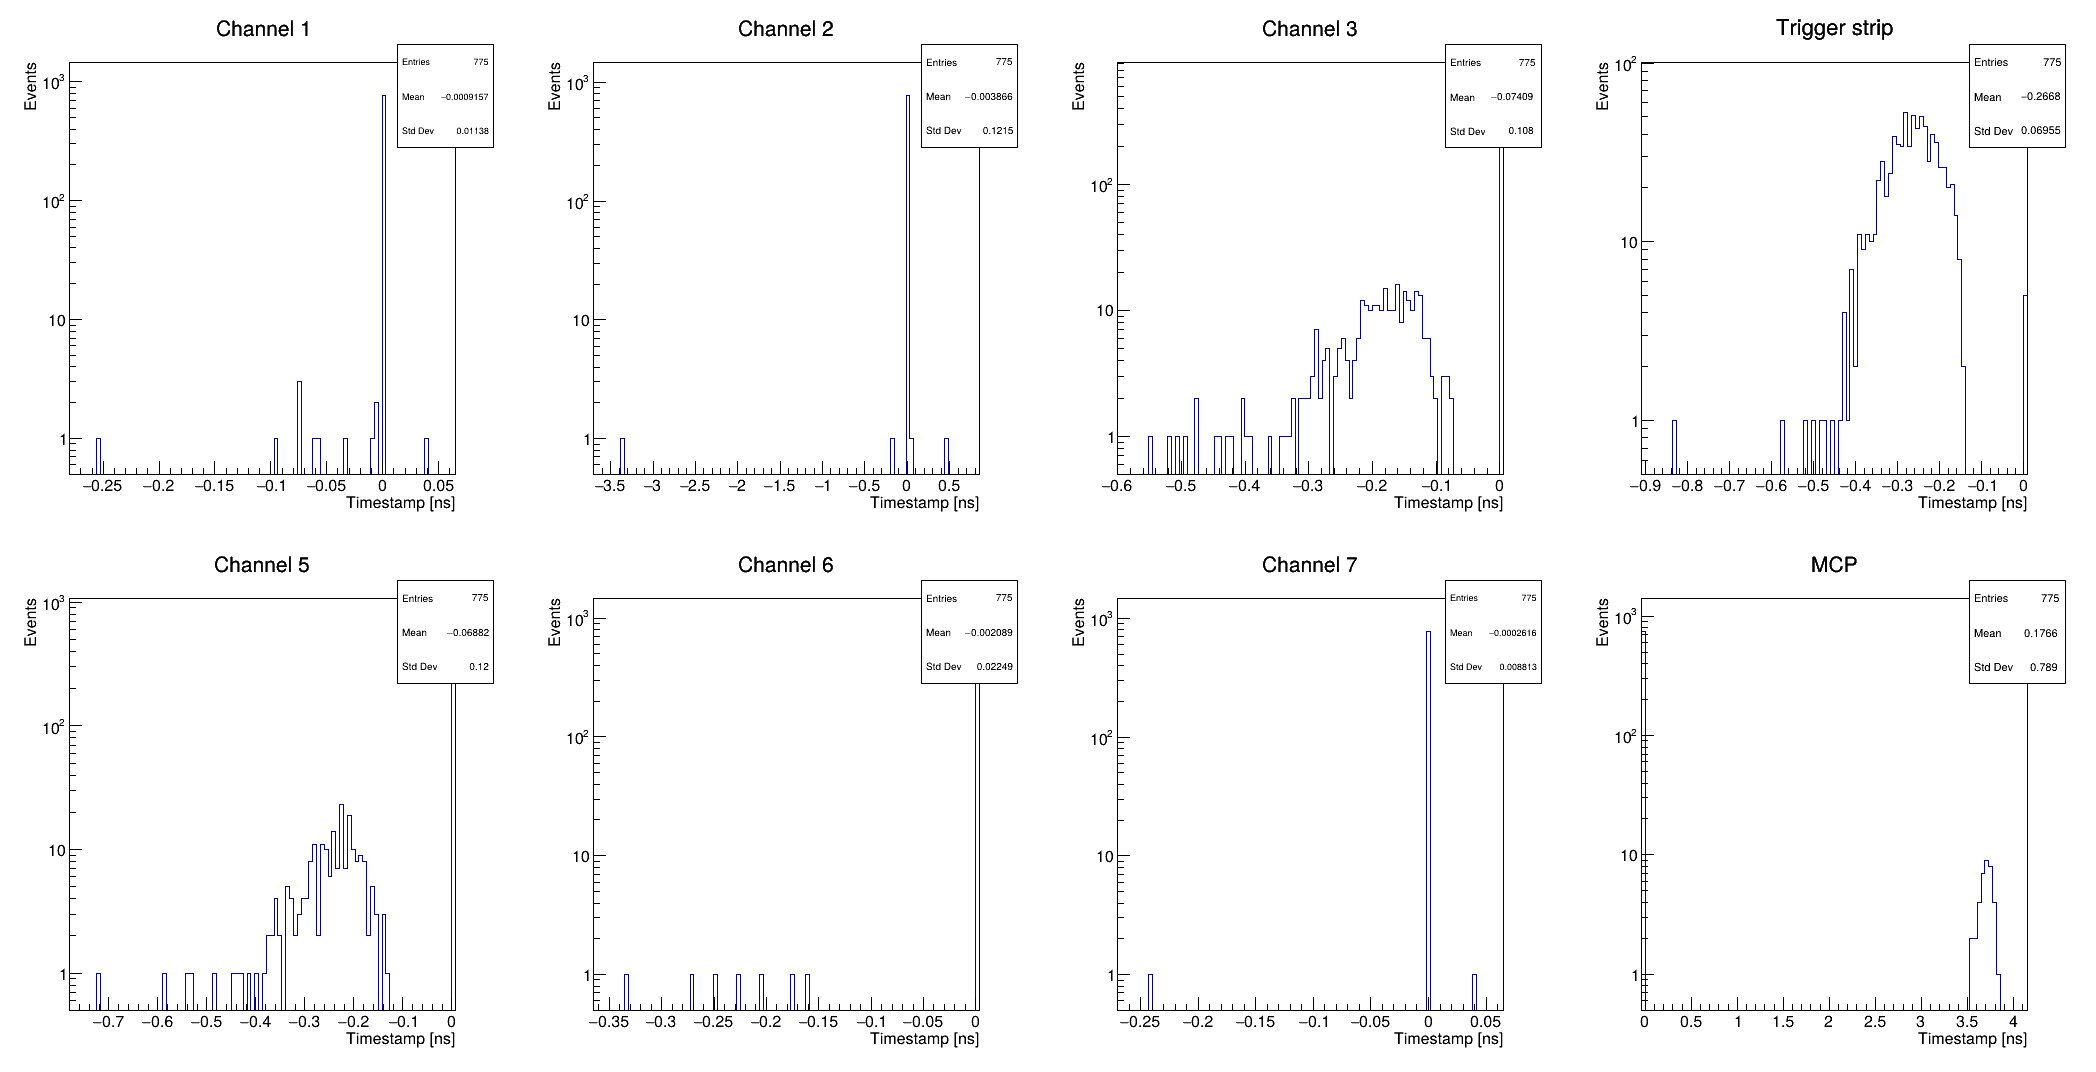 Channel 1
Events
Entries 775
Mean −0.0009157
Std Dev 0.01138
10³
10²
10
1
−0.25 −0.2 −0.15 −0.1 −0.05 0 0.05
Timestamp [ns]
Channel 2
Events
Entries 775
Mean −0.003866
Std Dev 0.1215
10³
10²
10
1
−3.5 −3 −2.5 −2 −1.5 −1 −0.5 0 0.5
Timestamp [ns]
Channel 3
Events
Entries 775
Mean −0.07409
Std Dev 0.108
10²
10
1
−0.6 −0.5 −0.4 −0.3 −0.2 −0.1 0
Timestamp [ns]
Trigger strip
Events
Entries 775
Mean −0.2668
Std Dev 0.06955
10²
10
1
−0.9 −0.8 −0.7 −0.6 −0.5 −0.4 −0.3 −0.2 −0.1 0
Timestamp [ns]
Channel 5
Events
Entries 775
Mean −0.06882
Std Dev 0.12
10³
10²
10
1
−0.7 −0.6 −0.5 −0.4 −0.3 −0.2 −0.1 0
Timestamp [ns]
Channel 6
Events
Entries 775
Mean −0.002089
Std Dev 0.02249
10³
10²
10
1
−0.35 −0.3 −0.25 −0.2 −0.15 −0.1 −0.05 0
Timestamp [ns]
Channel 7
Events
Entries 775
Mean −0.0002616
Std Dev 0.008813
10³
10²
10
1
−0.25 −0.2 −0.15 −0.1 −0.05 0 0.05
Timestamp [ns]
MCP
Events
Entries 775
Mean 0.1766
Std Dev 0.789
10³
10²
10
1
0 0.5 1 1.5 2 2.5 3 3.5 4
Timestamp [ns]